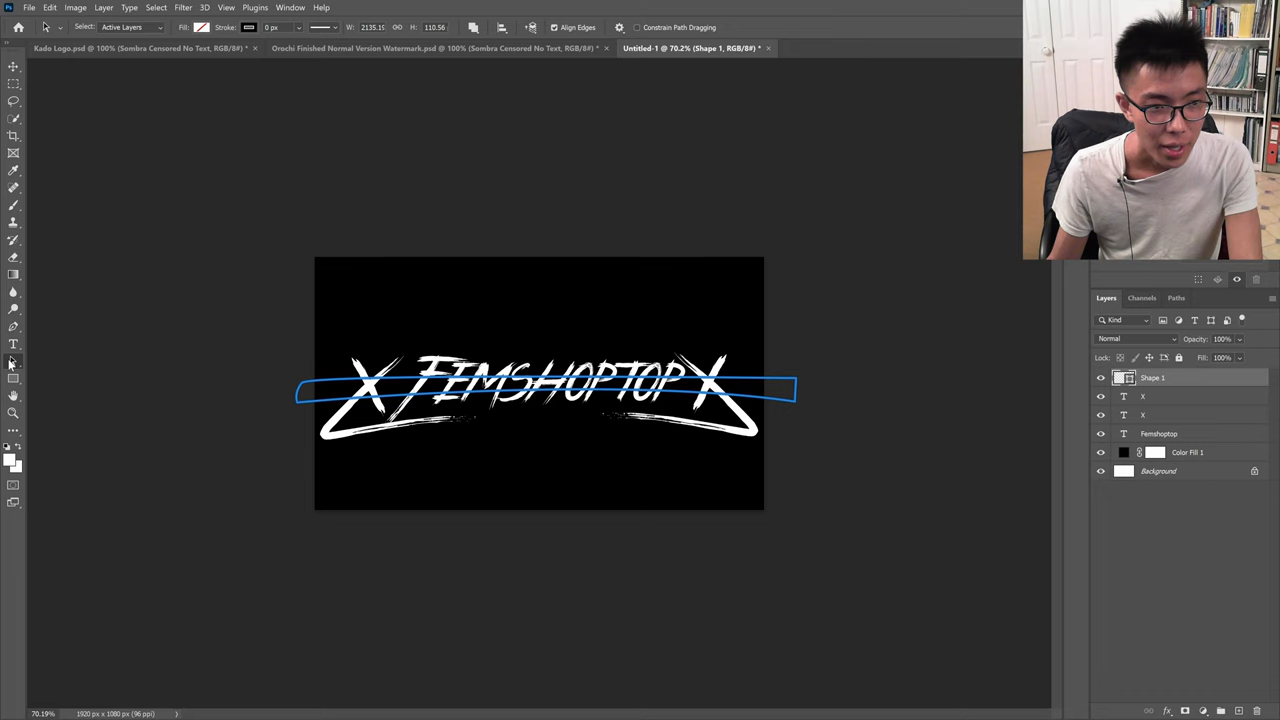 File Edit Image Layer Type Select Filter 3D View Plugins Window Help
Select: Active Layers Fill: Stroke: 0 px W: 2135.19 H: 110.56 Align Edges Constrain Path Dragging
Kado Logo.psd @ 100% (Sombra Censored No Text, RGB/8#) * Orochi Finished Normal Version Watermark.psd @ 100% (Sombra Censored No Text, RGB/8#) * Untitled-1 @ 70.2% (Shape 1, RGB/8#) *
X FEMSHOPTOP X
Layers Channels Paths
Kind
Normal Opacity: 100%
Lock: Fill: 100%
Shape 1
X
X
Femshoptop
Color Fill 1
Background
70.19% 1920 px x 1080 px (96 ppi)